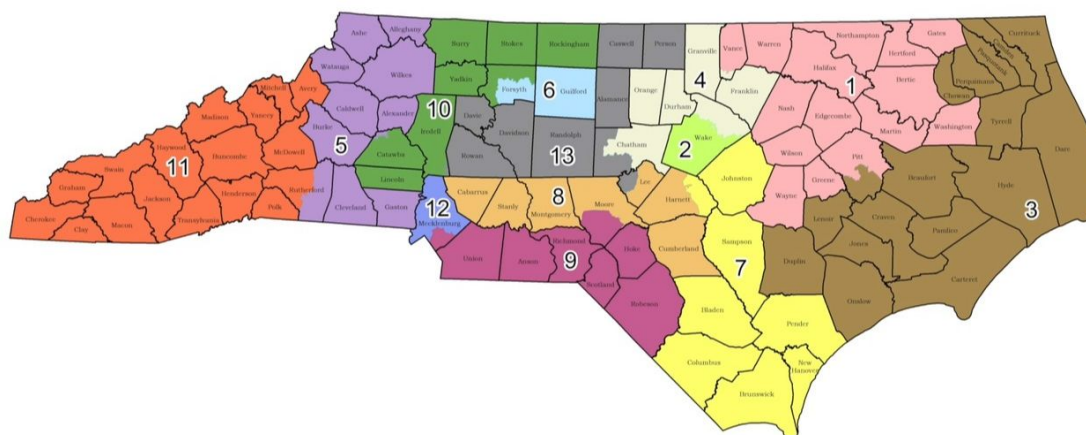 Ashe
Alleghany
Surry
Stokes
Rockingham
Caswell
Person
Granville
Vance
Warren
Northampton
Gates
Currituck
Camden
Pasquotank
Perquimans
Chowan
Hertford
Halifax
Bertie
Watauga
Wilkes
Yadkin
Forsyth
6
Guilford
Alamance
Orange
Durham
4
Franklin
1
Nash
Edgecombe
Martin
Washington
Tyrrell
Dare
Mitchell
Avery
Madison
Yancey
Caldwell
Alexander
10
Iredell
Davie
Davidson
Randolph
13
Chatham
Wake
2
Wilson
Pitt
Greene
Wayne
Burke
5
Catawba
Lincoln
Rowan
Haywood
11
Buncombe
McDowell
Swain
Graham
Jackson
Henderson
Rutherford
Polk
Cleveland
Gaston
Cherokee
Clay
Macon
Transylvania
12
Mecklenburg
Cabarrus
Stanly
8
Montgomery
Moore
Lee
Harnett
Johnston
Beaufort
Hyde
3
Lenoir
Craven
Pamlico
Jones
Carteret
Onslow
Duplin
Sampson
7
Cumberland
Hoke
Richmond
9
Scotland
Union
Anson
Robeson
Bladen
Pender
Columbus
New
Hanover
Brunswick